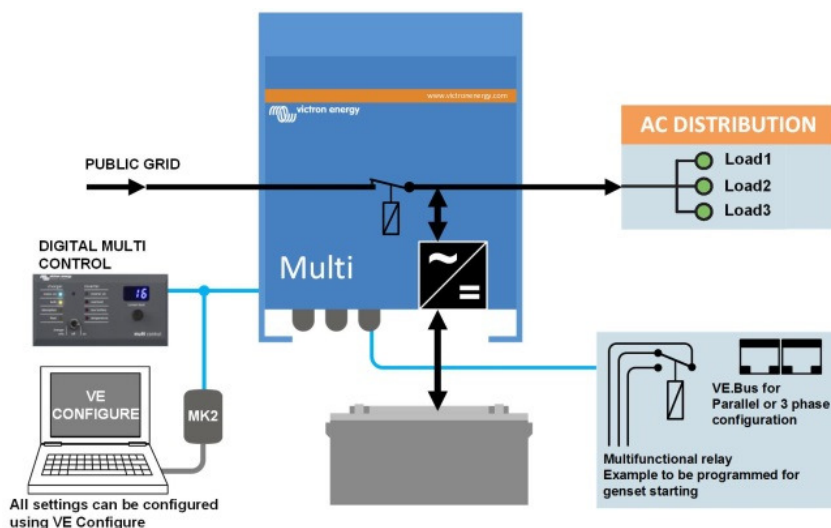 www.victronenergy.com
victron energy
PUBLIC GRID
AC DISTRIBUTION
Load1
Load2
Load3
DIGITAL MULTI
CONTROL
16
multi control
Multi
VE
CONFIGURE
MK2
All settings can be configured
using VE Configure
VE.Bus for
Parallel or 3 phase
configuration
Multifunctional relay
Example to be programmed for
genset starting